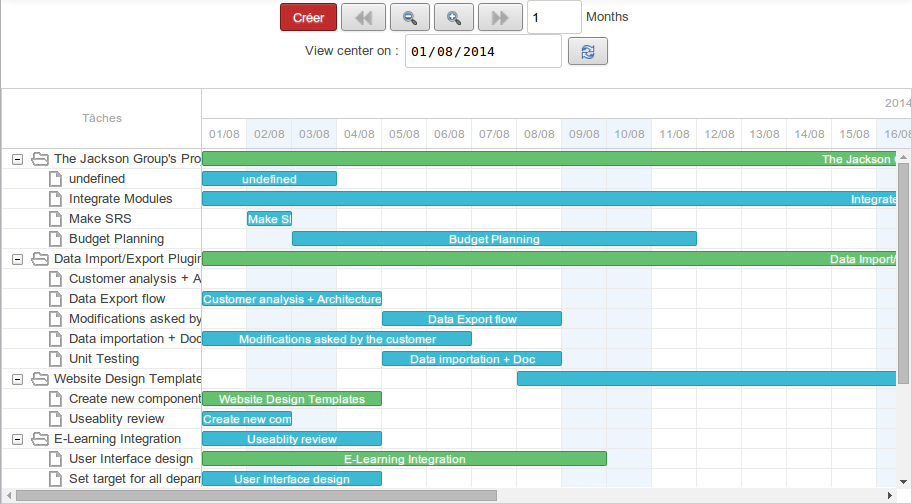 Créer 1 Months
View center on : 01/08/2014
Tâches 2014
01/08 02/08 03/08 04/08 05/08 06/08 07/08 08/08 09/08 10/08 11/08 12/08 13/08 14/08 15/08 16/08
The Jackson Group's Pro The Jackson
undefined undefined
Integrate Modules Integrate
Make SRS Make S
Budget Planning Budget Planning
Data Import/Export Plugin Data Import/
Customer analysis + A
Data Export flow Customer analysis + Architecture
Modifications asked by Data Export flow
Data importation + Doc Modifications asked by the customer
Unit Testing Data importation + Doc
Website Design Template
Create new component Website Design Templates
Useablity review Create new com
E-Learning Integration Useablity review
User Interface design E-Learning Integration
Set target for all deparr User Interface design